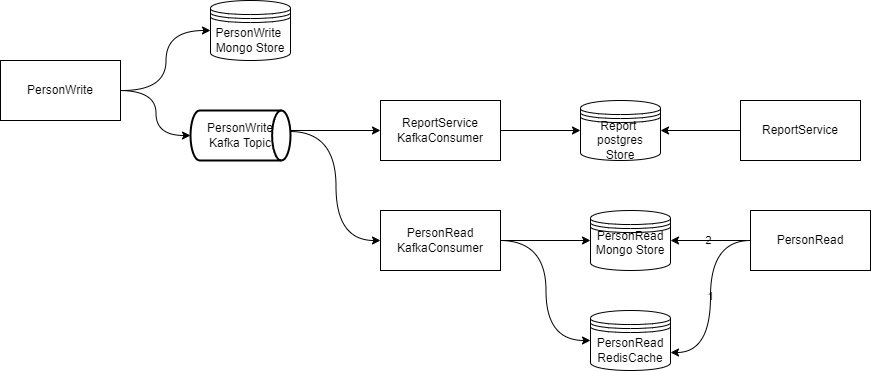 PersonWrite
Mongo Store
PersonWrite
PersonWrite
Kafka Topic
ReportService
KafkaConsumer
Report
postgres
Store
ReportService
PersonRead
KafkaConsumer
PersonRead
Mongo Store
2
PersonRead
1
PersonRead
RedisCache